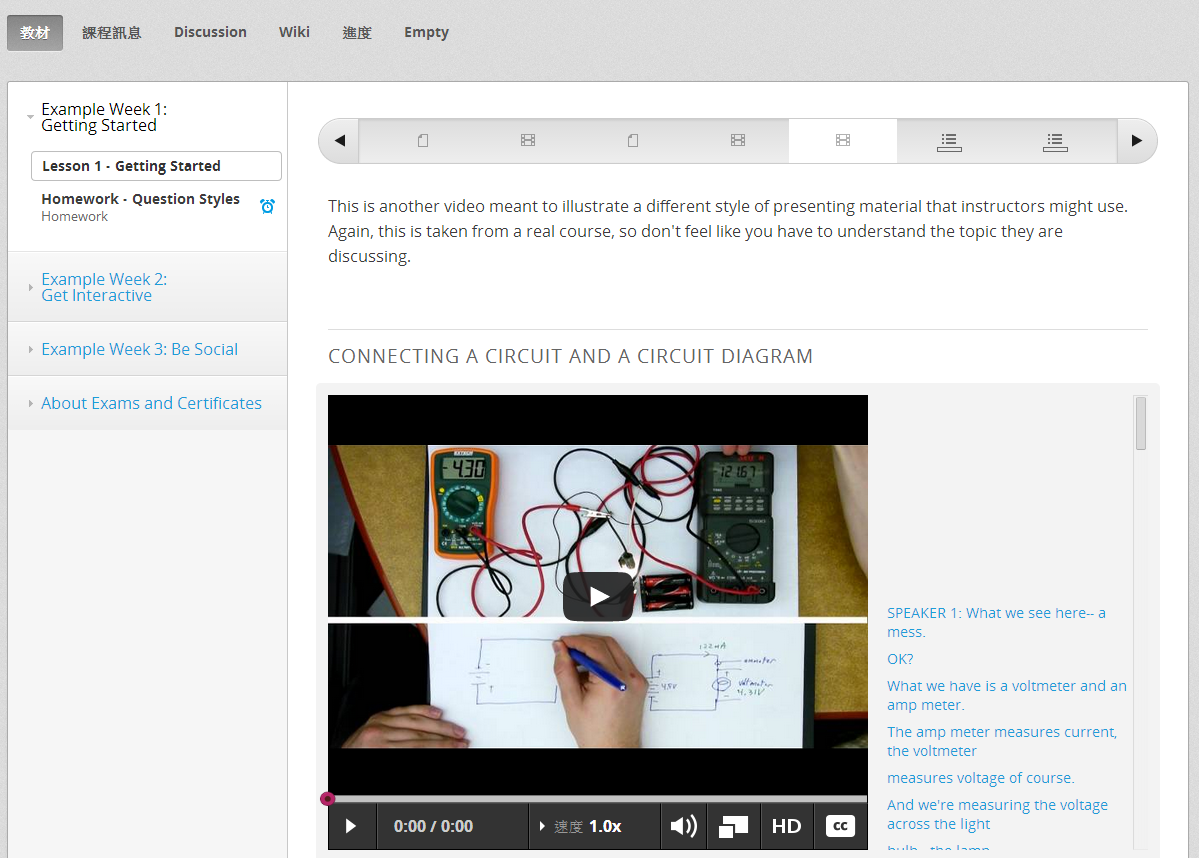 教材 課程訊息 Discussion Wiki 進度 Empty
Example Week 1:
Getting Started
Lesson 1 - Getting Started
Homework - Question Styles
Homework
Example Week 2:
Get Interactive
Example Week 3: Be Social
About Exams and Certificates
This is another video meant to illustrate a different style of presenting material that instructors might use.
Again, this is taken from a real course, so don't feel like you have to understand the topic they are
discussing.
CONNECTING A CIRCUIT AND A CIRCUIT DIAGRAM
-4.30
121.67
122mA
ammeter
4.5V
voltmeter
4.31V
SPEAKER 1: What we see here-- a
mess.
OK?
What we have is a voltmeter and an
amp meter.
The amp meter measures current,
the voltmeter
measures voltage of course.
And we're measuring the voltage
across the light
bulb-- the lamp
0:00 / 0:00 速度 1.0x HD cc